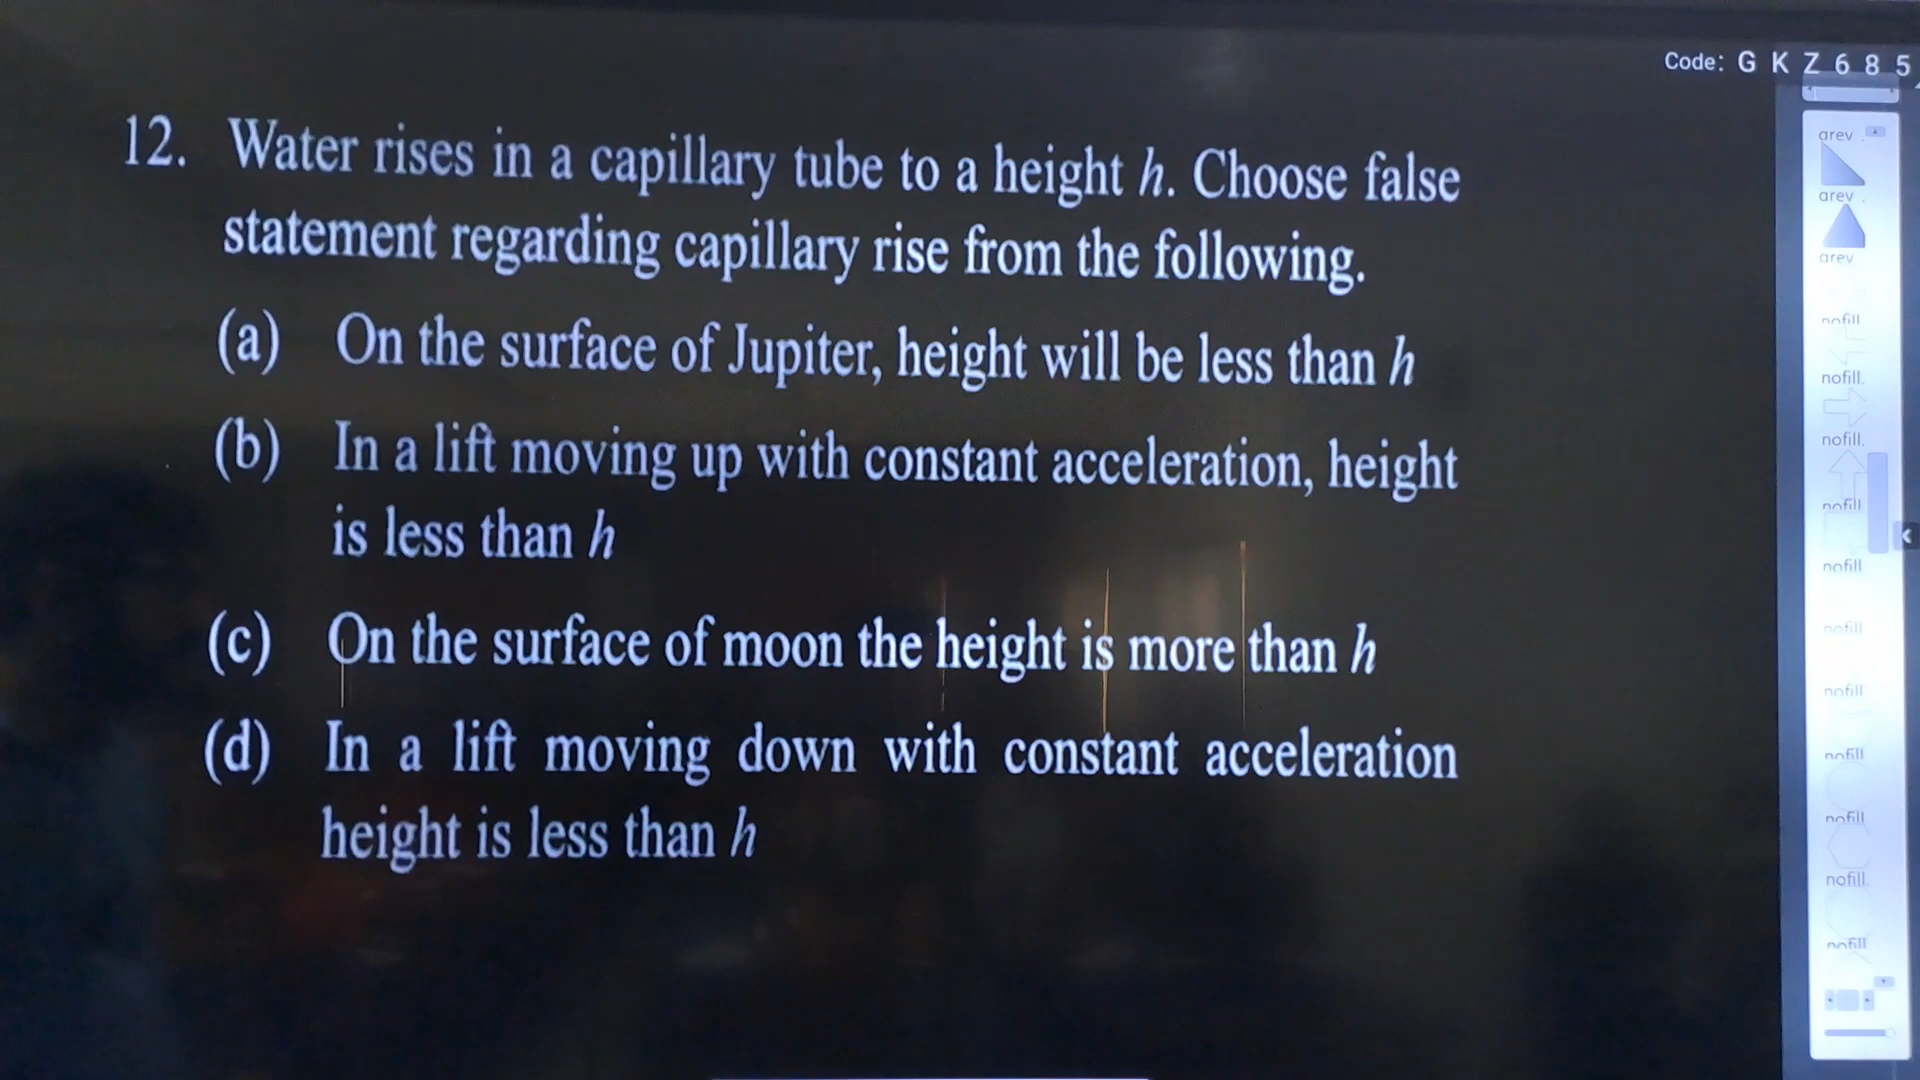 Code: G K Z 6 8 5
12. Water rises in a capillary tube to a height h. Choose false
statement regarding capillary rise from the following.
(a) On the surface of Jupiter, height will be less than h
(b) In a lift moving up with constant acceleration, height
is less than h
(c) On the surface of moon the height is more than h
(d) In a lift moving down with constant acceleration
height is less than h
arev
arev
arev
nofill
nofill.
nofill.
nofill
nofill
nofill
nofill
nofill
nofill
nofill.
nofill